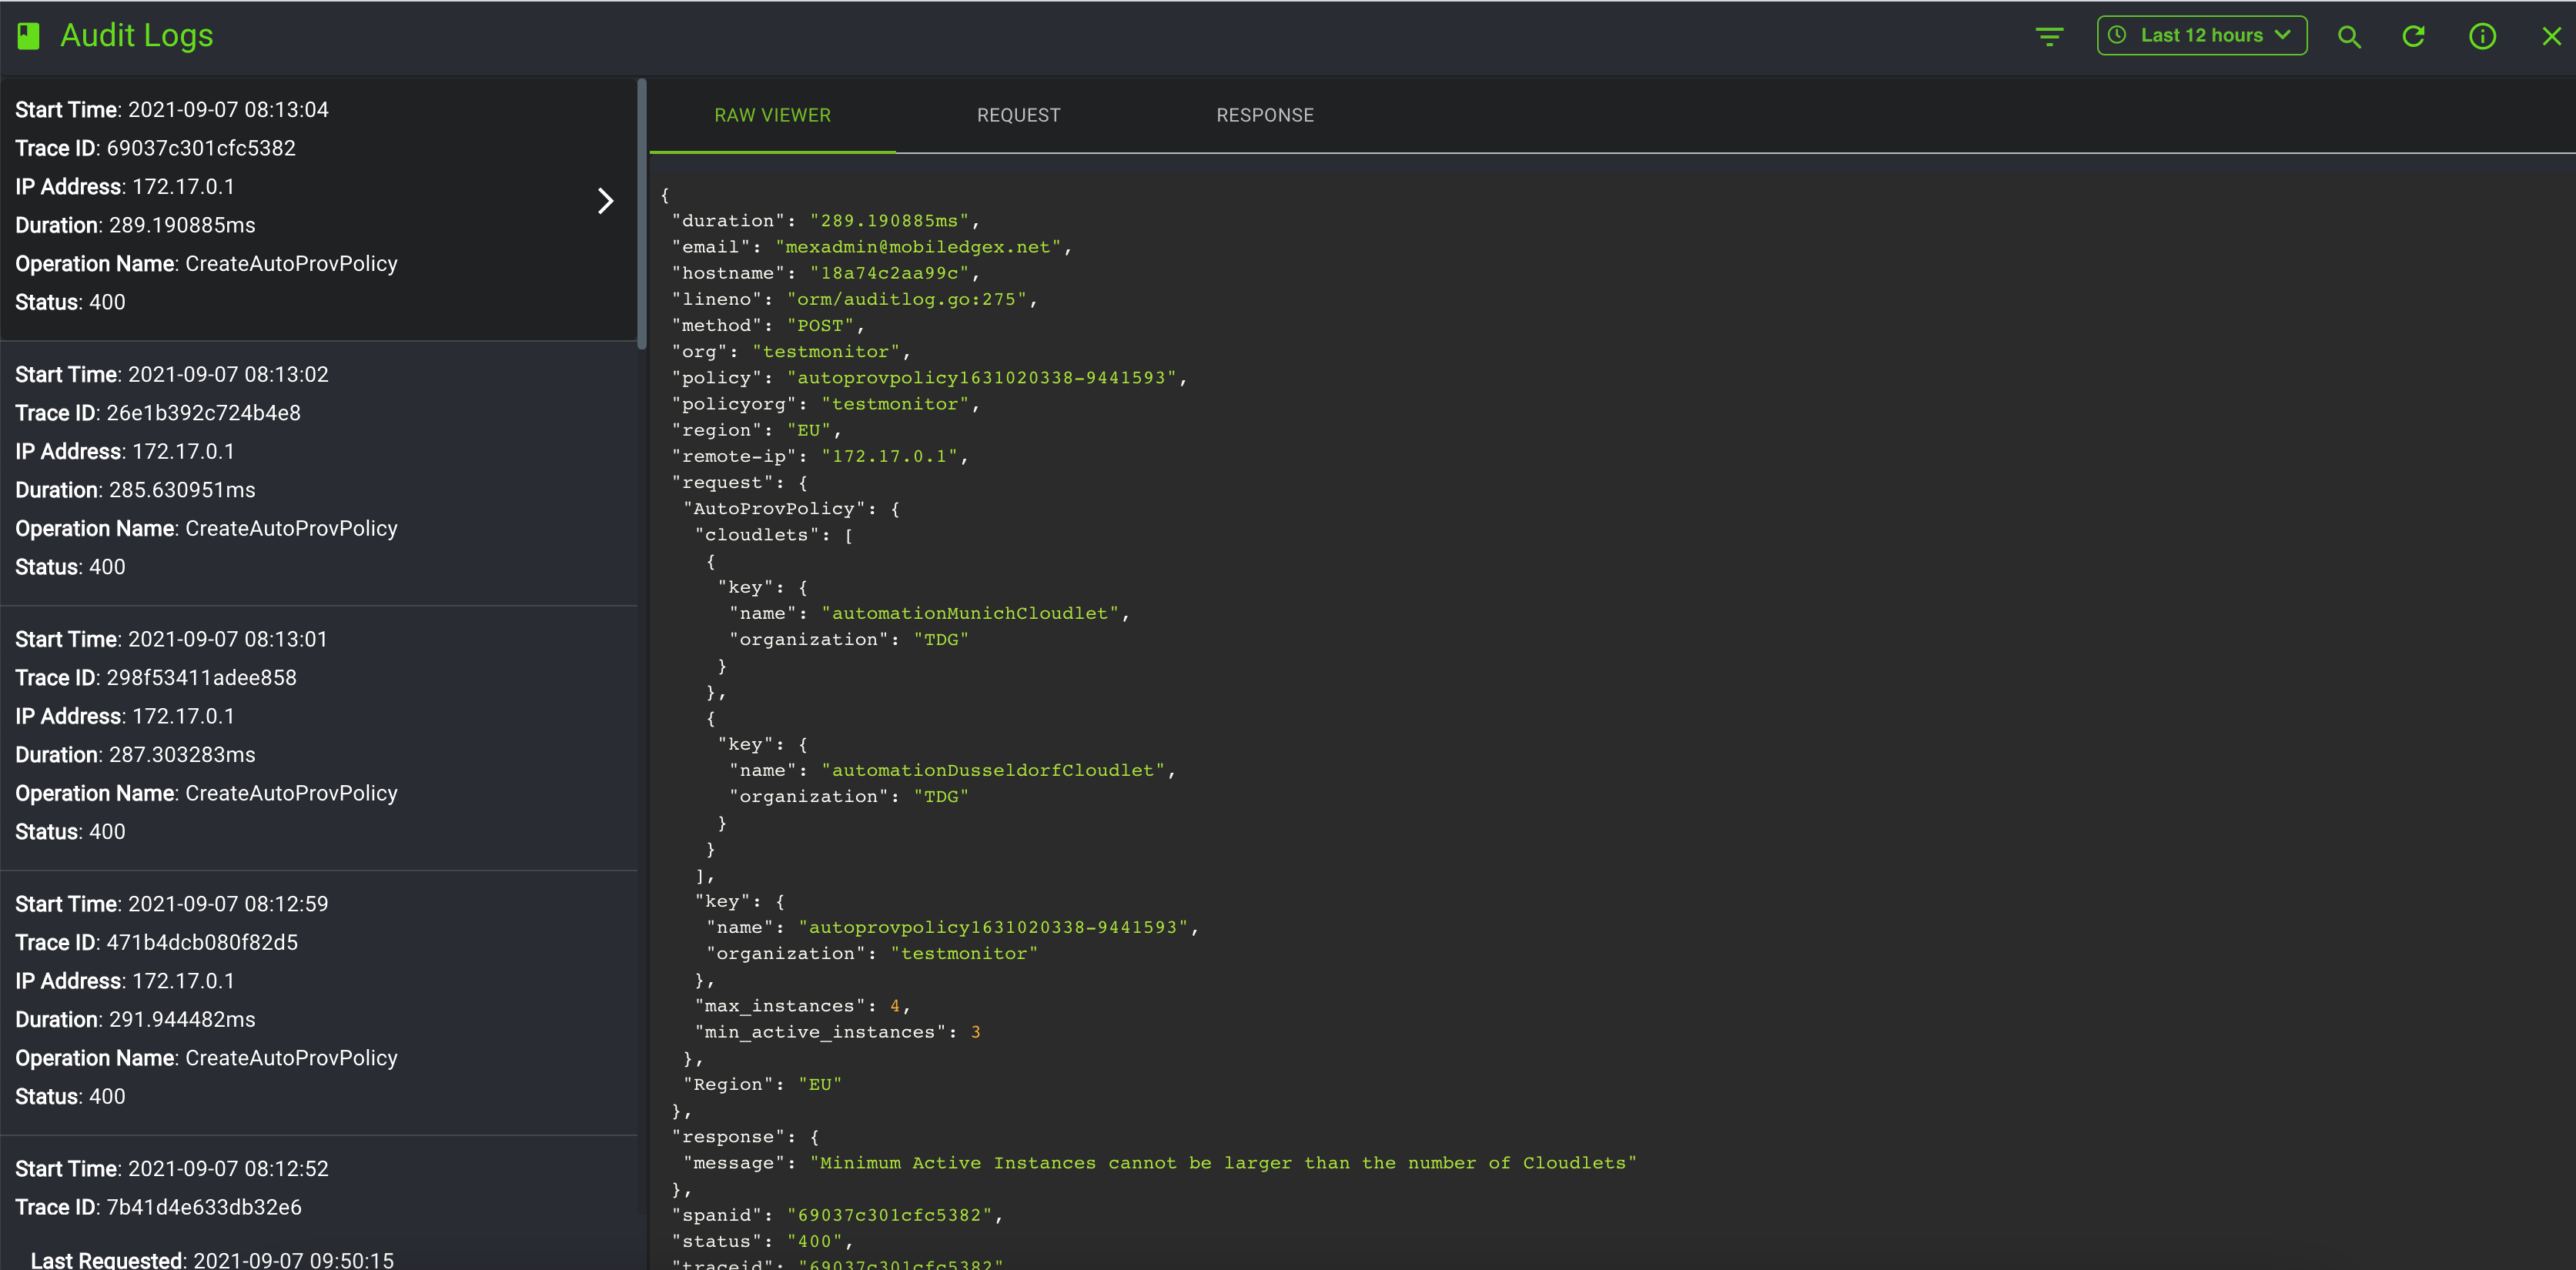 Audit Logs
Last 12 hours
Start Time: 2021-09-07 08:13:04
Trace ID: 69037c301cfc5382
IP Address: 172.17.0.1
Duration: 289.190885ms
Operation Name: CreateAutoProvPolicy
Status: 400
Start Time: 2021-09-07 08:13:02
Trace ID: 26e1b392c724b4e8
IP Address: 172.17.0.1
Duration: 285.630951ms
Operation Name: CreateAutoProvPolicy
Status: 400
Start Time: 2021-09-07 08:13:01
Trace ID: 298f53411adee858
IP Address: 172.17.0.1
Duration: 287.303283ms
Operation Name: CreateAutoProvPolicy
Status: 400
Start Time: 2021-09-07 08:12:59
Trace ID: 471b4dcb080f82d5
IP Address: 172.17.0.1
Duration: 291.944482ms
Operation Name: CreateAutoProvPolicy
Status: 400
Start Time: 2021-09-07 08:12:52
Trace ID: 7b41d4e633db32e6
Last Requested: 2021-09-07 09:50:15
RAW VIEWER
REQUEST
RESPONSE
{
"duration": "289.190885ms",
"email": "mexadmin@mobiledgex.net",
"hostname": "18a74c2aa99c",
"lineno": "orm/auditlog.go:275",
"method": "POST",
"org": "testmonitor",
"policy": "autoprovpolicy1631020338-9441593",
"policyorg": "testmonitor",
"region": "EU",
"remote-ip": "172.17.0.1",
"request": {
"AutoProvPolicy": {
"cloudlets": [
{
"key": {
"name": "automationMunichCloudlet",
"organization": "TDG"
}
},
{
"key": {
"name": "automationDusseldorfCloudlet",
"organization": "TDG"
}
}
],
"key": {
"name": "autoprovpolicy1631020338-9441593",
"organization": "testmonitor"
},
"max_instances": 4,
"min_active_instances": 3
},
"Region": "EU"
},
"response": {
"message": "Minimum Active Instances cannot be larger than the number of Cloudlets"
},
"spanid": "69037c301cfc5382",
"status": "400",
"traceid": "69037c301cfc5382"